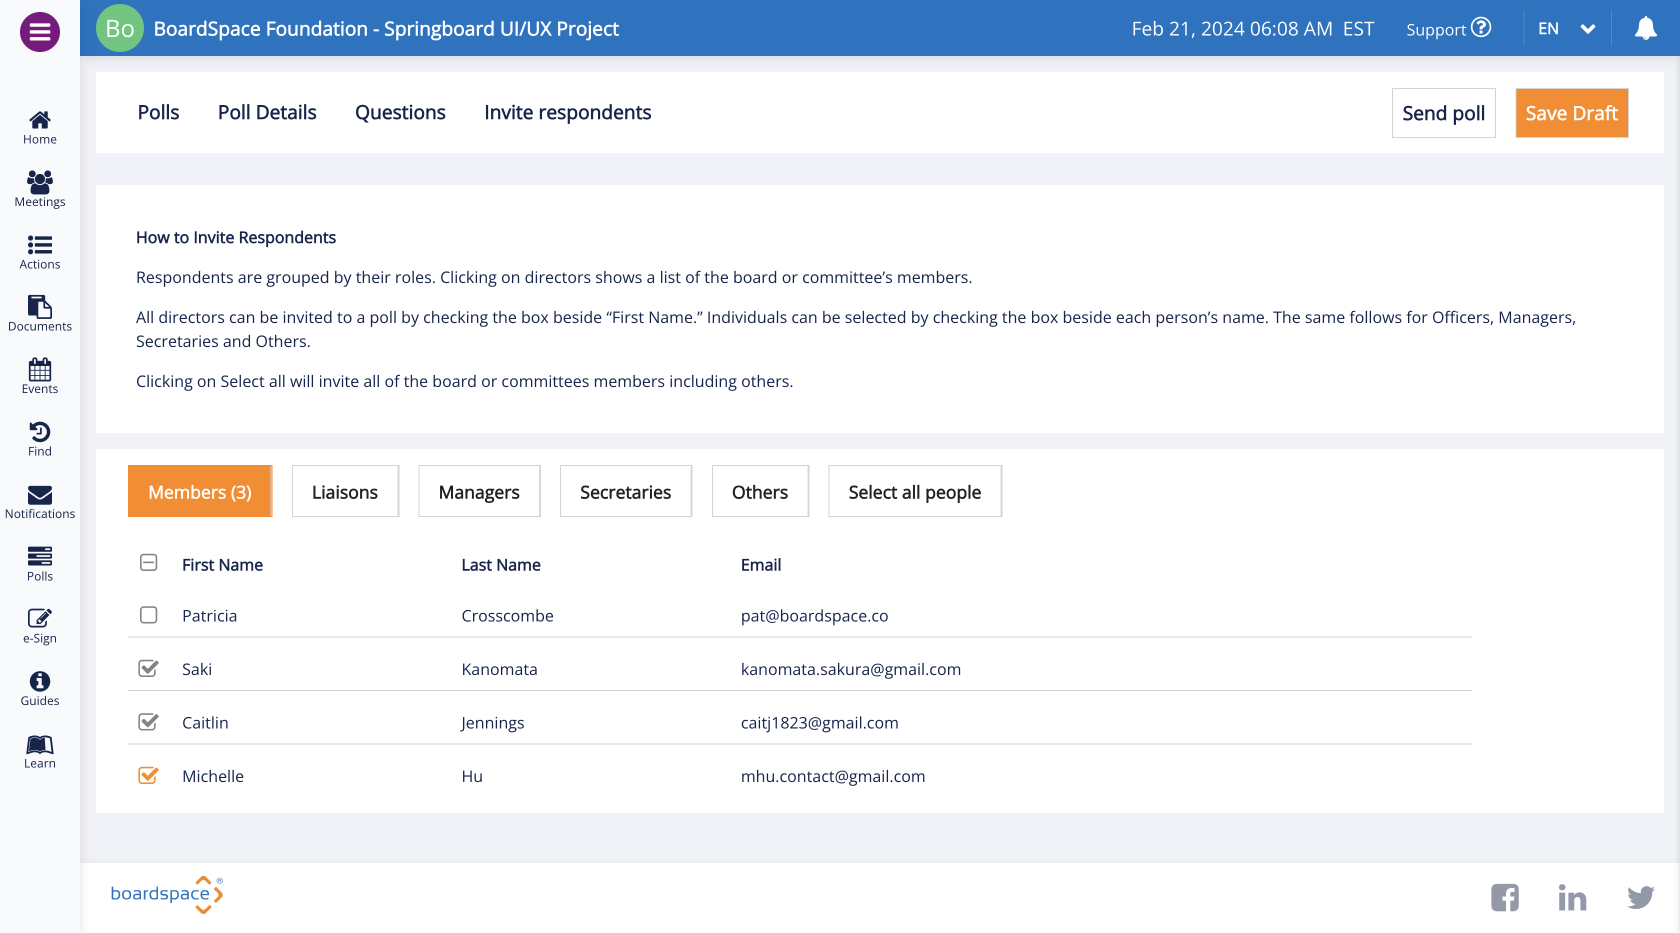 Bo BoardSpace Foundation - Springboard UI/UX Project Feb 21, 2024 06:08 AM EST Support EN
Home
Meetings
Actions
Documents
Events
Find
Notifications
Polls
e-Sign
Guides
Learn
Polls Poll Details Questions Invite respondents Send poll Save Draft
How to Invite Respondents
Respondents are grouped by their roles. Clicking on directors shows a list of the board or committee’s members.
All directors can be invited to a poll by checking the box beside “First Name.” Individuals can be selected by checking the box beside each person’s name. The same follows for Officers, Managers,
Secretaries and Others.
Clicking on Select all will invite all of the board or committees members including others.
Members (3) Liaisons Managers Secretaries Others Select all people
First Name Last Name Email
Patricia Crosscombe pat@boardspace.co
Saki Kanomata kanomata.sakura@gmail.com
Caitlin Jennings caitj1823@gmail.com
Michelle Hu mhu.contact@gmail.com
boardspace®